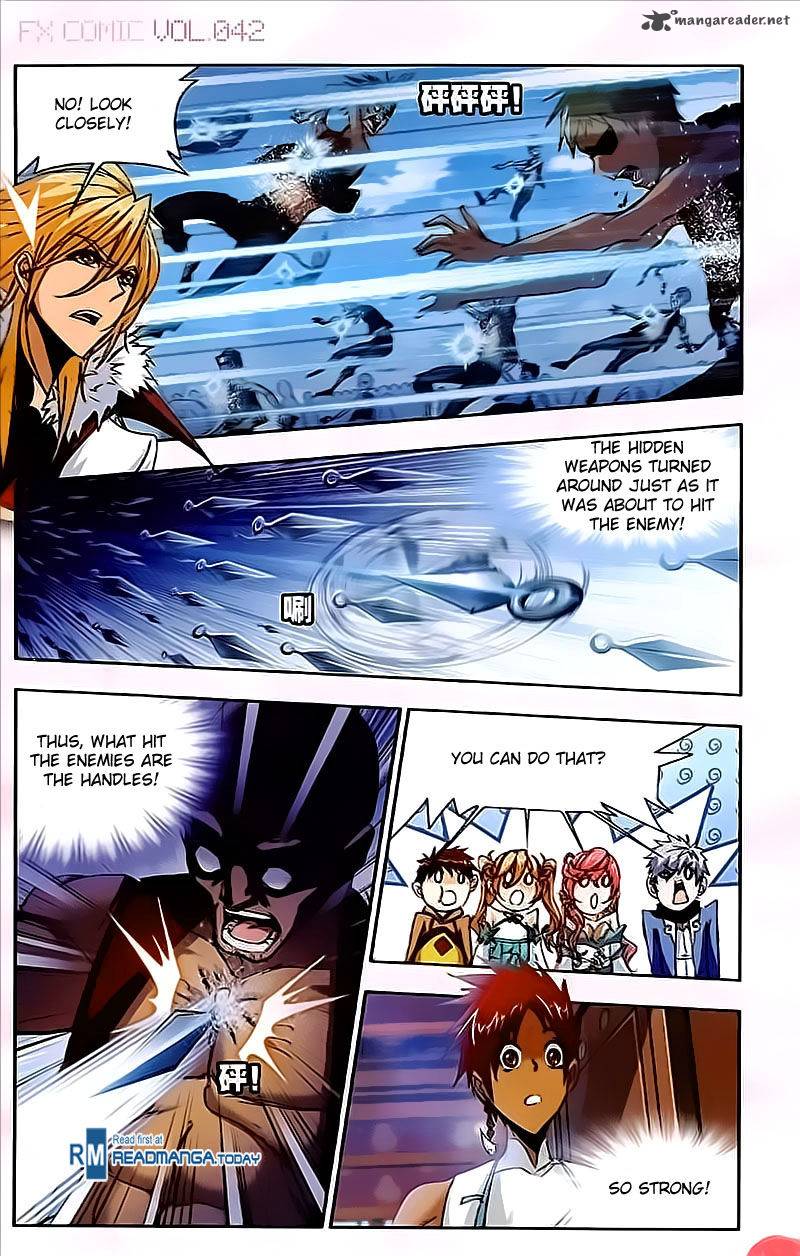 FX COMIC VOL.042
mangareader.net
NO! LOOK
CLOSELY!
砰砰砰!
THE HIDDEN
WEAPONS TURNED
AROUND JUST AS IT
WAS ABOUT TO HIT
THE ENEMY!
唰
THUS, WHAT HIT
THE ENEMIES ARE
THE HANDLES!
YOU CAN DO THAT?
砰!
RM
Read first at
READMANGA.TODAY
SO STRONG!